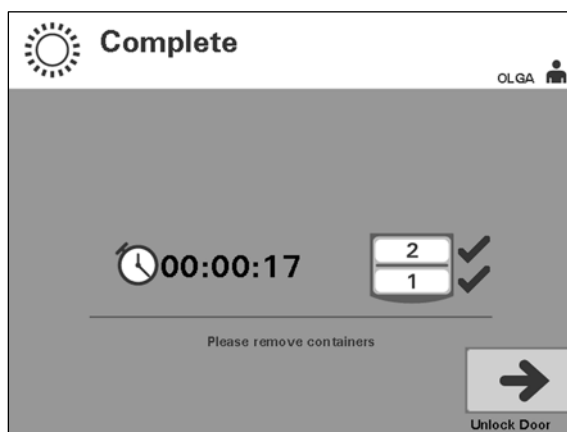 Complete
OLGA
00:00:17
2
1
Please remove containers
Unlock Door